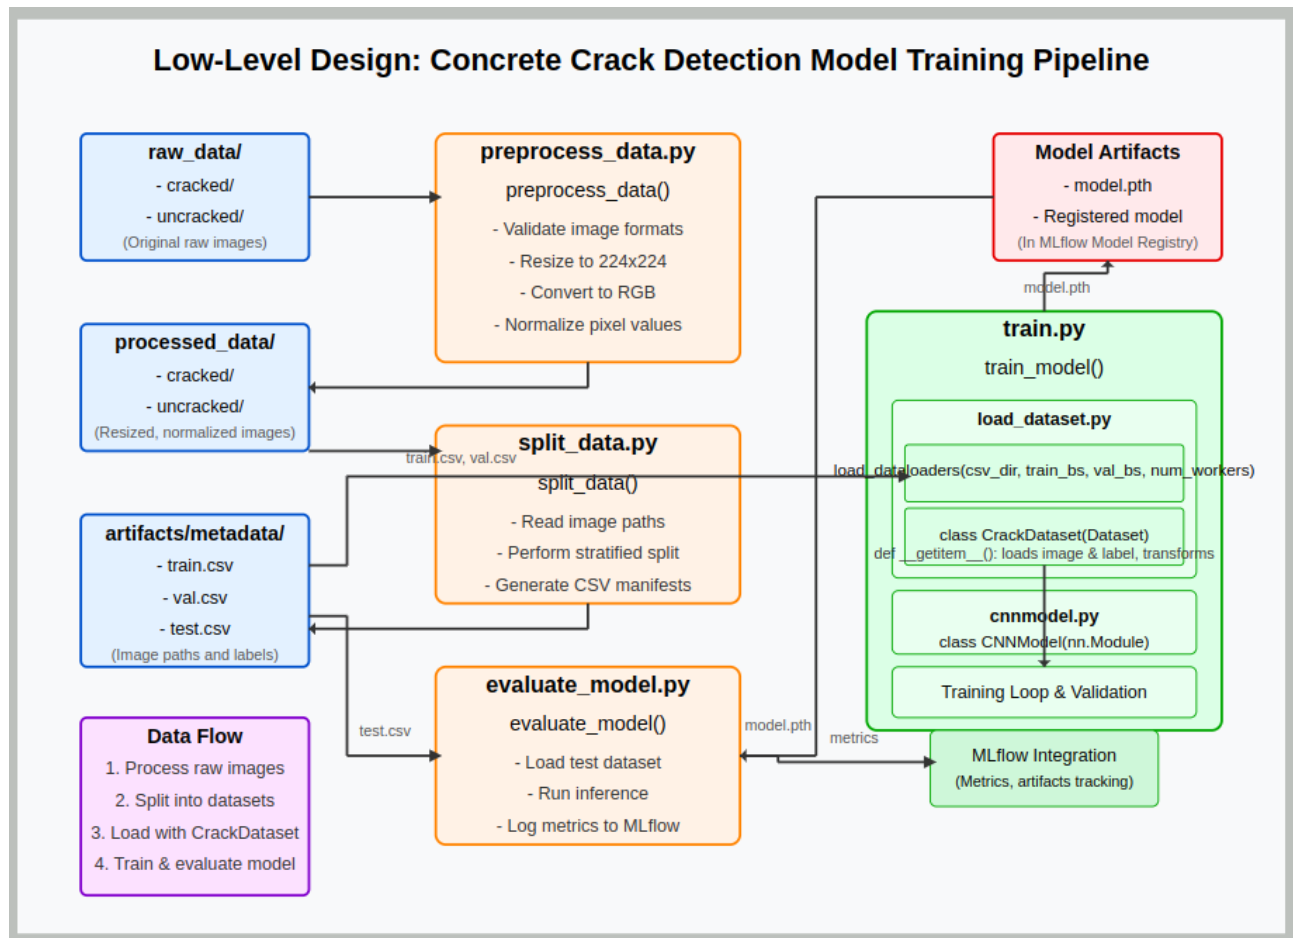 Low-Level Design: Concrete Crack Detection Model Training Pipeline
raw_data/
- cracked/
- uncracked/
(Original raw images)
preprocess_data.py
preprocess_data()
- Validate image formats
- Resize to 224x224
- Convert to RGB
- Normalize pixel values
Model Artifacts
- model.pth
- Registered model
(In MLflow Model Registry)
model.pth
processed_data/
- cracked/
- uncracked/
(Resized, normalized images)
train.csv, val.csv
split_data.py
split_data()
- Read image paths
- Perform stratified split
- Generate CSV manifests
train.py
train_model()
load_dataset.py
load_dataloaders(csv_dir, train_bs, val_bs, num_workers)
class CrackDataset(Dataset)
def __getitem__(): loads image & label, transforms
cnnmodel.py
class CNNModel(nn.Module)
Training Loop & Validation
artifacts/metadata/
- train.csv
- val.csv
- test.csv
(Image paths and labels)
test.csv
evaluate_model.py
evaluate_model()
- Load test dataset
- Run inference
- Log metrics to MLflow
model.pth
metrics
MLflow Integration
(Metrics, artifacts tracking)
Data Flow
1. Process raw images
2. Split into datasets
3. Load with CrackDataset
4. Train & evaluate model